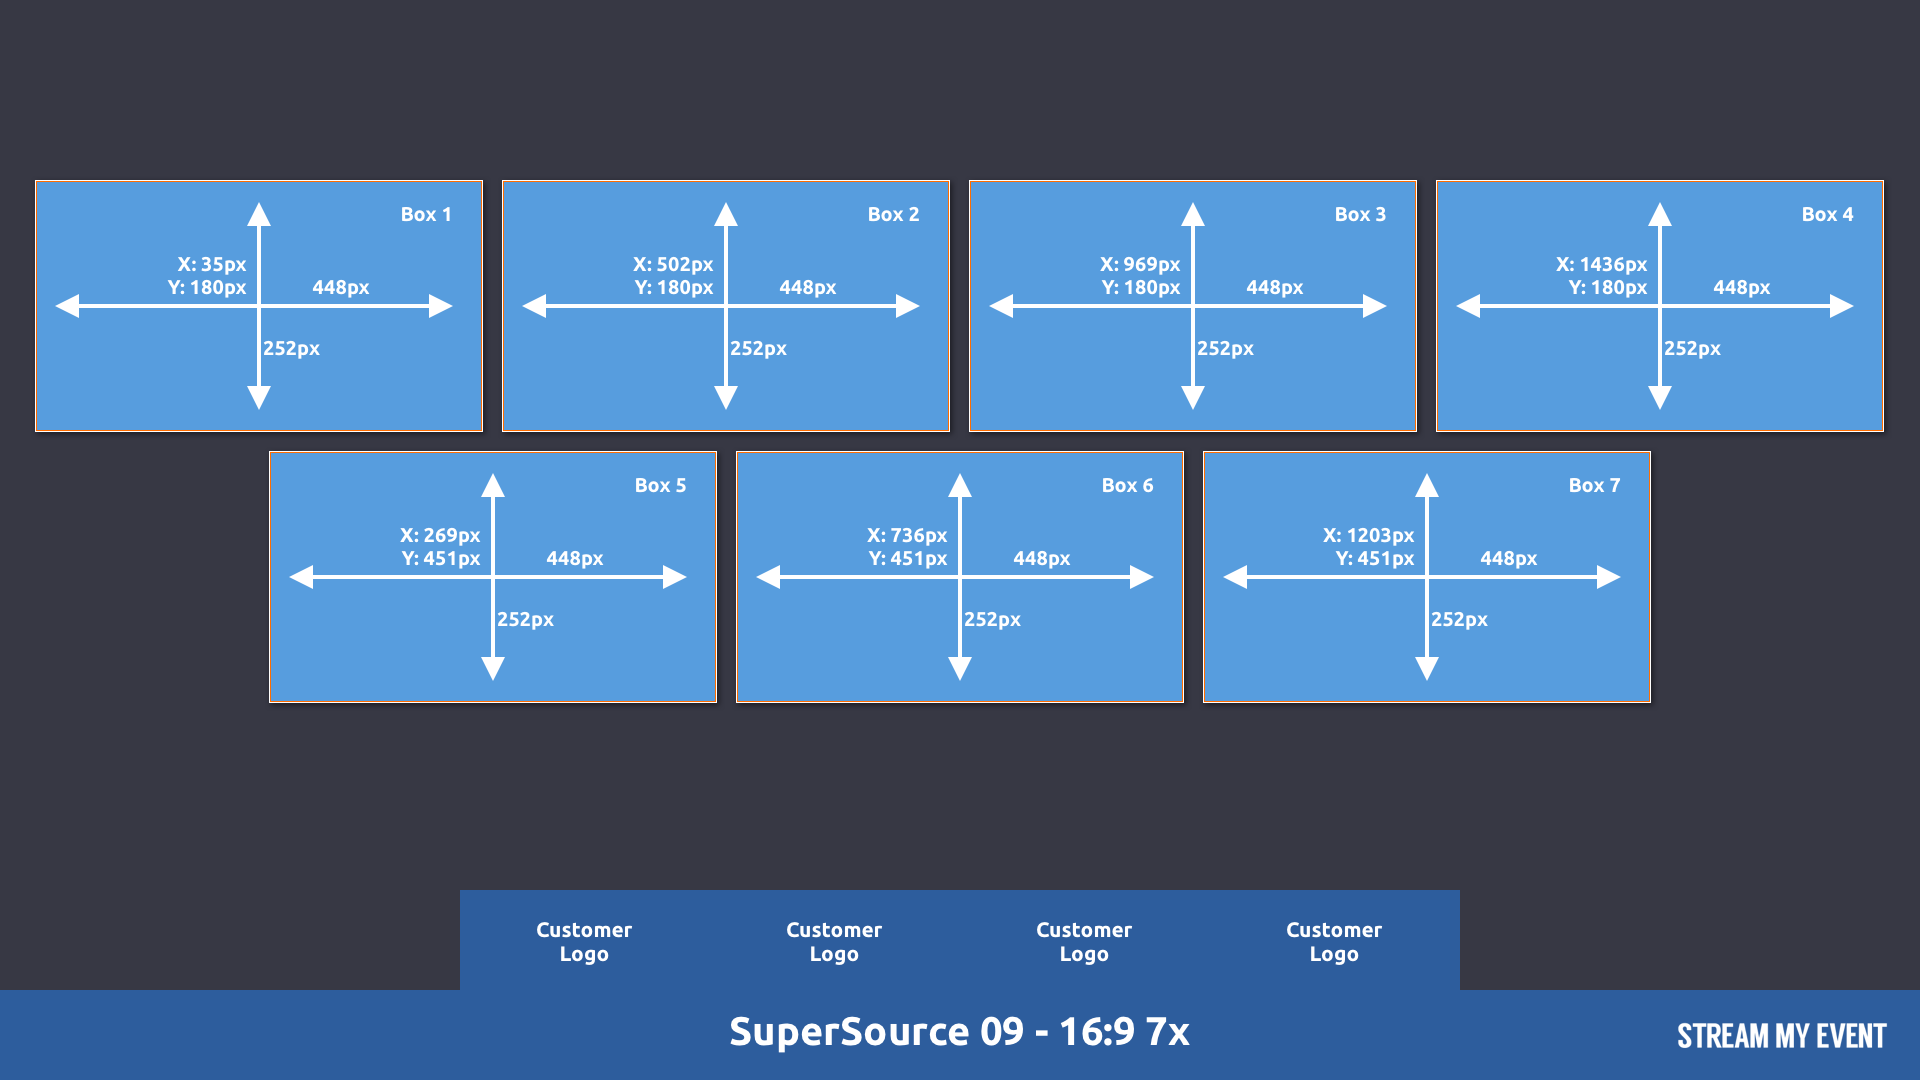 Box 1
X: 35px
Y: 180px
448px
252px
Box 2
X: 502px
Y: 180px
448px
252px
Box 3
X: 969px
Y: 180px
448px
252px
Box 4
X: 1436px
Y: 180px
448px
252px
Box 5
X: 269px
Y: 451px
448px
252px
Box 6
X: 736px
Y: 451px
448px
252px
Box 7
X: 1203px
Y: 451px
448px
252px
Customer
Logo
Customer
Logo
Customer
Logo
Customer
Logo
SuperSource 09 - 16:9 7x
STREAM MY EVENT